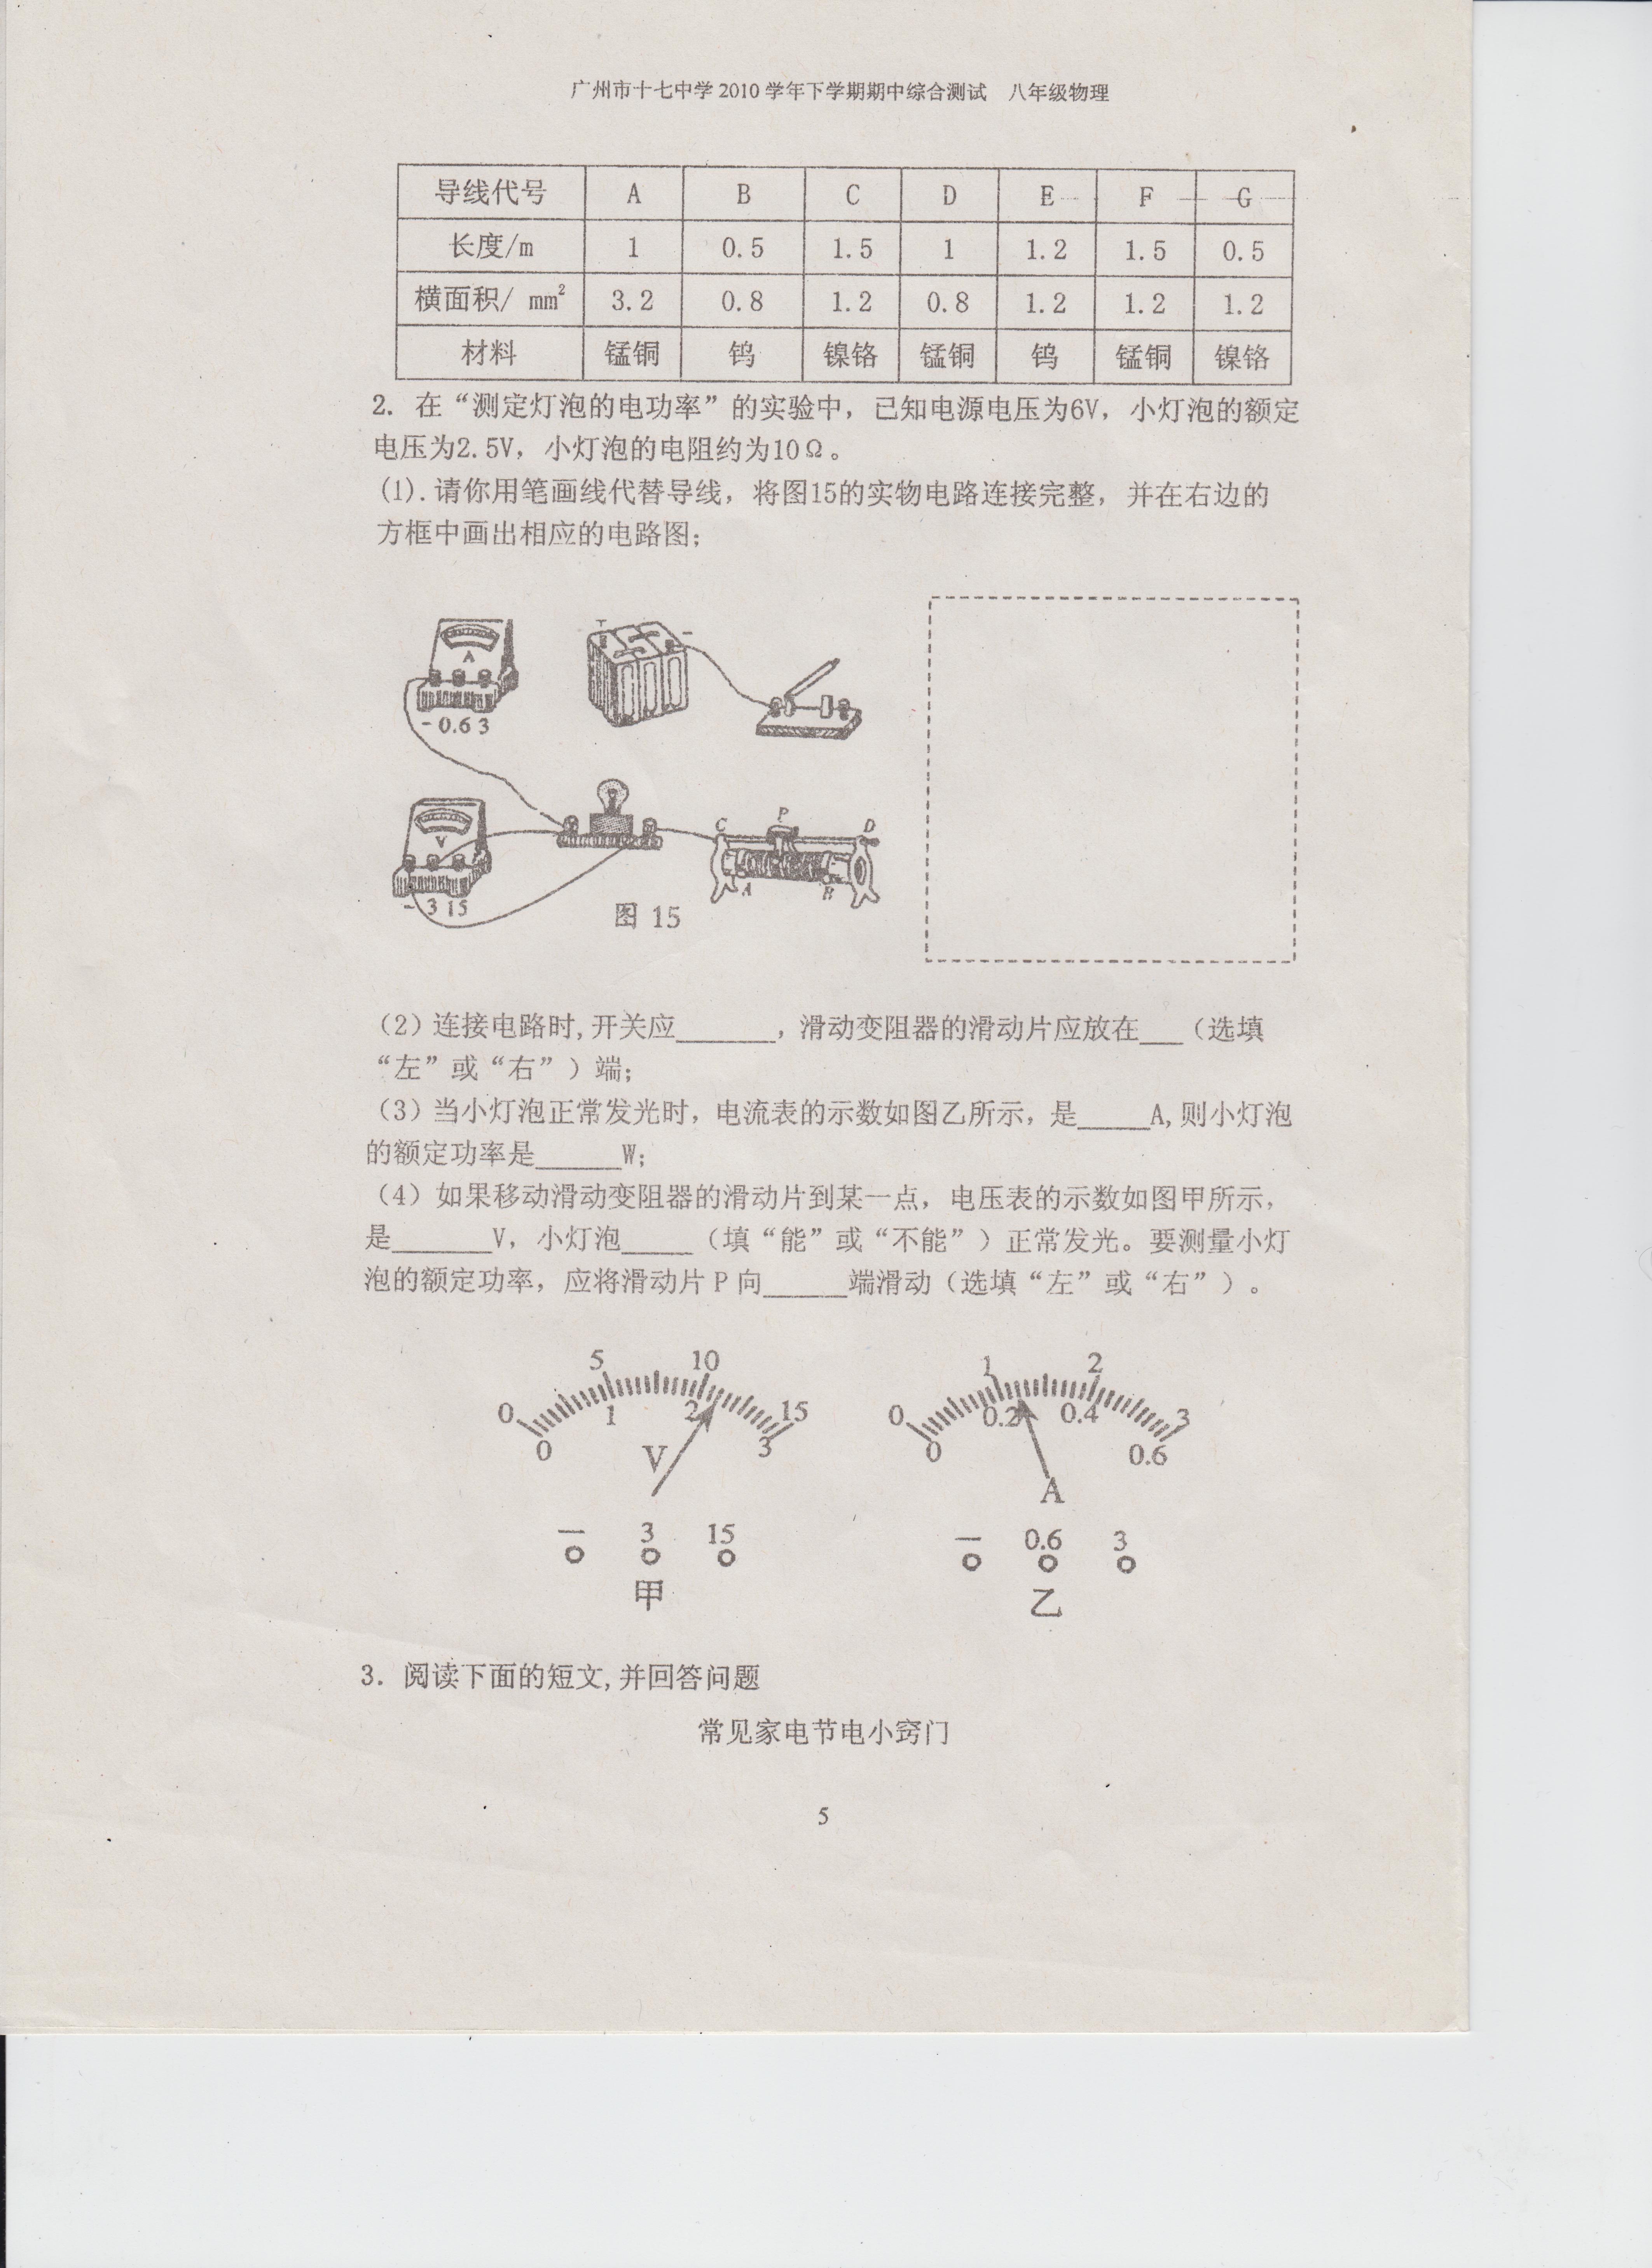 广州市十七中学 2010 学年下学期期中综合测试 八年级物理
导线代号 A B C D E F G
长度/m 1 0.5 1.5 1 1.2 1.5 0.5
横面积/ mm² 3.2 0.8 1.2 0.8 1.2 1.2 1.2
材料 锰铜 钨 镍铬 锰铜 钨 锰铜 镍铬
2. 在“测定灯泡的电功率”的实验中，已知电源电压为6V，小灯泡的额定
电压为2.5V，小灯泡的电阻约为10Ω。
(1).请你用笔画线代替导线，将图15的实物电路连接完整，并在右边的
方框中画出相应的电路图；
+ -
A
- 0.6 3
C P D
V
A B
- 3 15
图 15
（2）连接电路时,开关应_______，滑动变阻器的滑动片应放在___（选填
“左”或“右”）端；
（3）当小灯泡正常发光时，电流表的示数如图乙所示，是_____A,则小灯泡
的额定功率是______W；
（4）如果移动滑动变阻器的滑动片到某一点，电压表的示数如图甲所示，
是_______V，小灯泡_____（填“能”或“不能”）正常发光。要测量小灯
泡的额定功率，应将滑动片 P 向______端滑动（选填“左”或“右”）。
0 5 10 15
0 1 2 3
V
— 3 15
甲
0 1 2 3
0 0.2 0.4 0.6
A
— 0.6 3
乙
3. 阅读下面的短文,并回答问题
常见家电节电小窍门
5